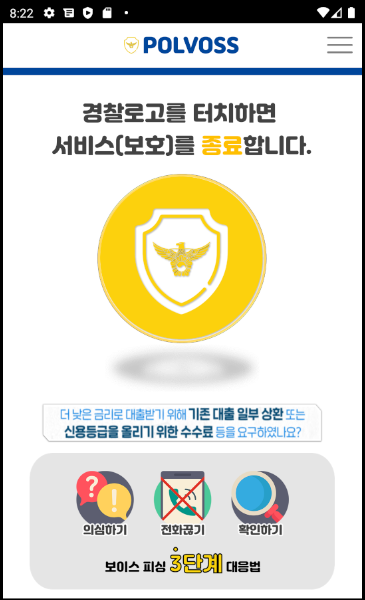 8:22
POLVOSS
경찰로고를 터치하면
서비스(보호)를 종료합니다.
더 낮은 금리로 대출받기 위해 기존 대출 일부 상환 또는
신용등급을 올리기 위한 수수료 등을 요구하였나요?
의심하기 전화끊기 확인하기
보이스 피싱 3단계 대응법